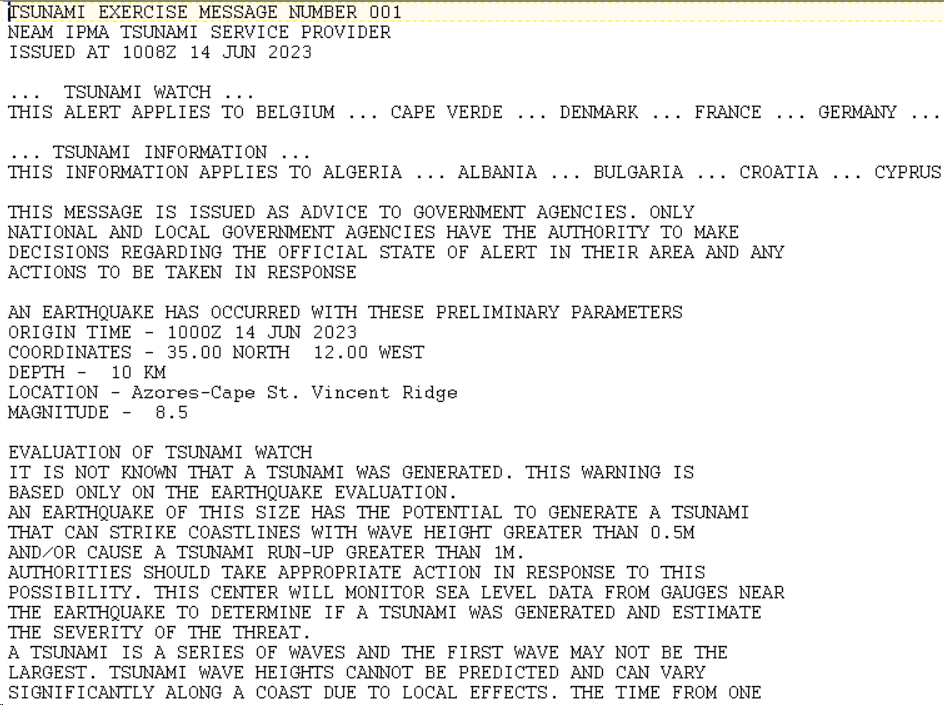 TSUNAMI EXERCISE MESSAGE NUMBER 001
NEAM IPMA TSUNAMI SERVICE PROVIDER
ISSUED AT 1008Z 14 JUN 2023
... TSUNAMI WATCH ...
THIS ALERT APPLIES TO BELGIUM ... CAPE VERDE ... DENMARK ... FRANCE ... GERMANY ...
... TSUNAMI INFORMATION ...
THIS INFORMATION APPLIES TO ALGERIA ... ALBANIA ... BULGARIA ... CROATIA ... CYPRUS
THIS MESSAGE IS ISSUED AS ADVICE TO GOVERNMENT AGENCIES. ONLY
NATIONAL AND LOCAL GOVERNMENT AGENCIES HAVE THE AUTHORITY TO MAKE
DECISIONS REGARDING THE OFFICIAL STATE OF ALERT IN THEIR AREA AND ANY
ACTIONS TO BE TAKEN IN RESPONSE
AN EARTHQUAKE HAS OCCURRED WITH THESE PRELIMINARY PARAMETERS
ORIGIN TIME - 1000Z 14 JUN 2023
COORDINATES - 35.00 NORTH 12.00 WEST
DEPTH - 10 KM
LOCATION - Azores-Cape St. Vincent Ridge
MAGNITUDE - 8.5
EVALUATION OF TSUNAMI WATCH
IT IS NOT KNOWN THAT A TSUNAMI WAS GENERATED. THIS WARNING IS
BASED ONLY ON THE EARTHQUAKE EVALUATION.
AN EARTHQUAKE OF THIS SIZE HAS THE POTENTIAL TO GENERATE A TSUNAMI
THAT CAN STRIKE COASTLINES WITH WAVE HEIGHT GREATER THAN 0.5M
AND/OR CAUSE A TSUNAMI RUN-UP GREATER THAN 1M.
AUTHORITIES SHOULD TAKE APPROPRIATE ACTION IN RESPONSE TO THIS
POSSIBILITY. THIS CENTER WILL MONITOR SEA LEVEL DATA FROM GAUGES NEAR
THE EARTHQUAKE TO DETERMINE IF A TSUNAMI WAS GENERATED AND ESTIMATE
THE SEVERITY OF THE THREAT.
A TSUNAMI IS A SERIES OF WAVES AND THE FIRST WAVE MAY NOT BE THE
LARGEST. TSUNAMI WAVE HEIGHTS CANNOT BE PREDICTED AND CAN VARY
SIGNIFICANTLY ALONG A COAST DUE TO LOCAL EFFECTS. THE TIME FROM ONE